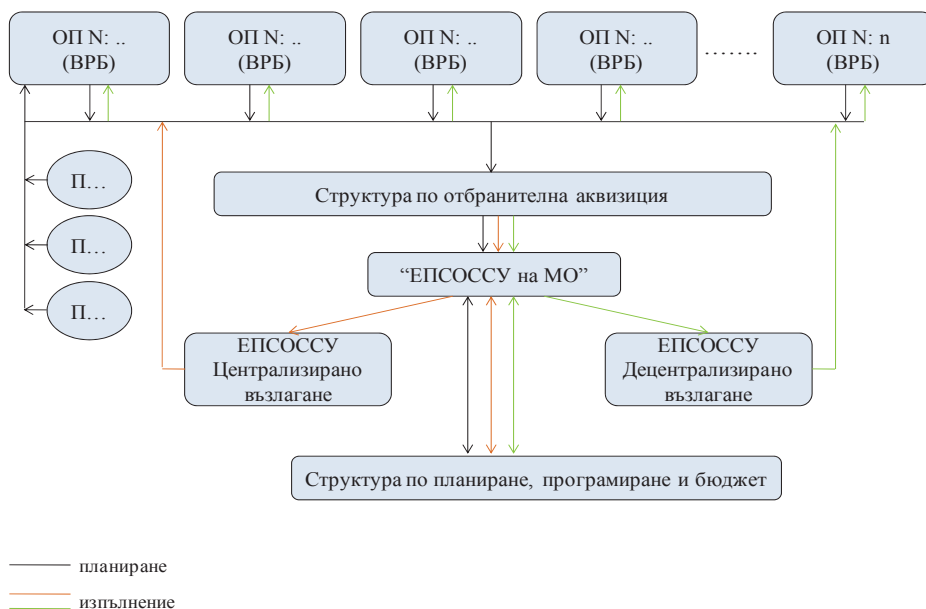 ОП N: ..
(ВРБ)
ОП N: ..
(ВРБ)
ОП N: ..
(ВРБ)
ОП N: ..
(ВРБ)
.......
ОП N: n
(ВРБ)
П…
П…
П…
Структура по отбранителна аквизиция
“ЕПСОССУ на МО”
ЕПСОССУ
Централизирано
възлагане
ЕПСОССУ
Децентрализирано
възлагане
Структура по планиране, програмиране и бюджет
планиране
изпълнение